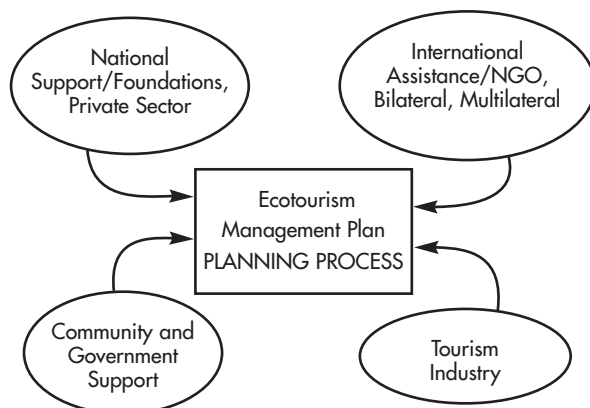 National
Support/Foundations,
Private Sector
International
Assistance/NGO,
Bilateral, Multilateral
Ecotourism
Management Plan
PLANNING PROCESS
Community and
Government
Support
Tourism
Industry